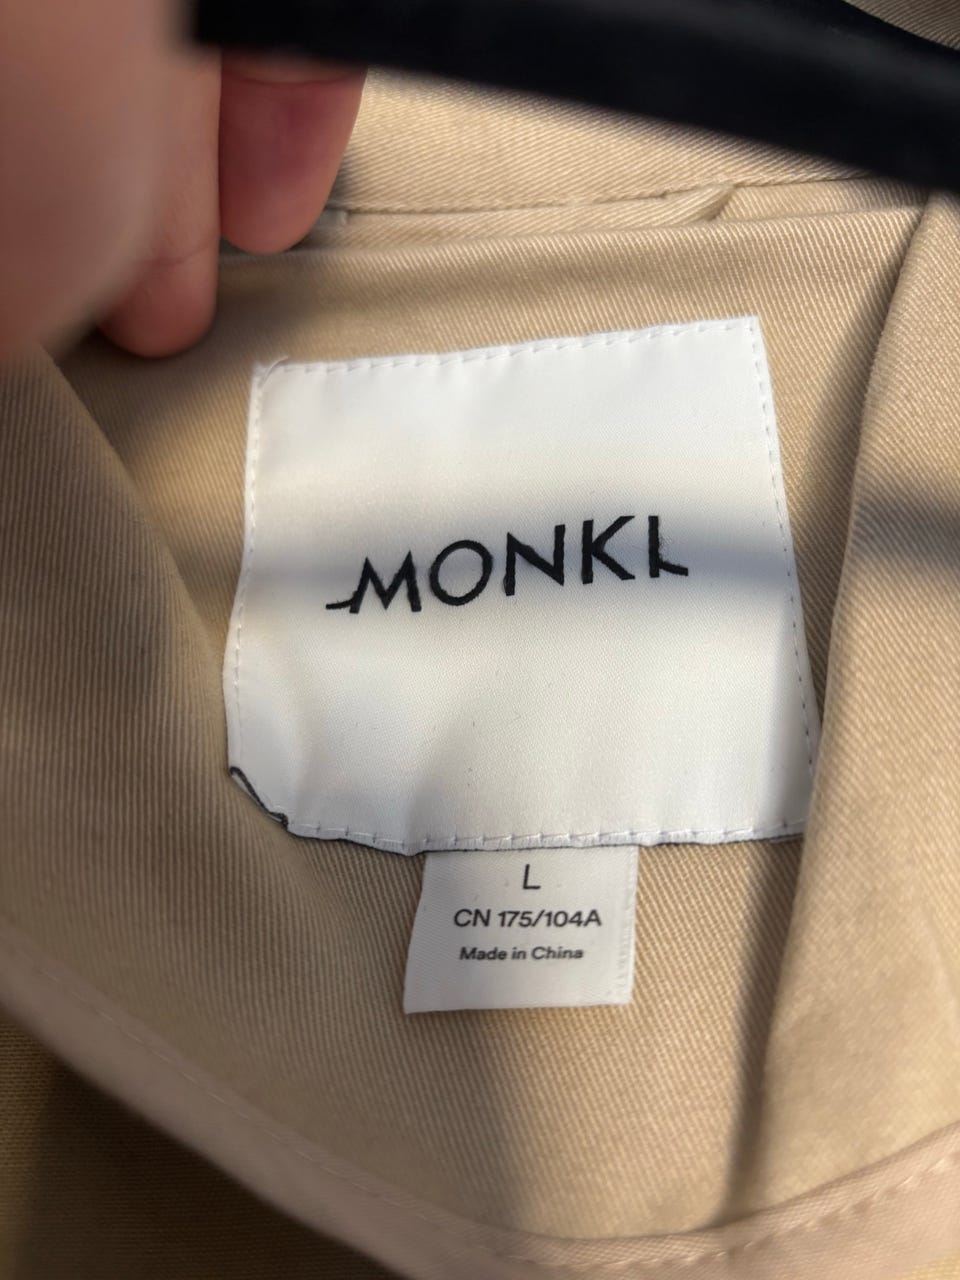 MONKI
L
CN 175/104A
Made in China